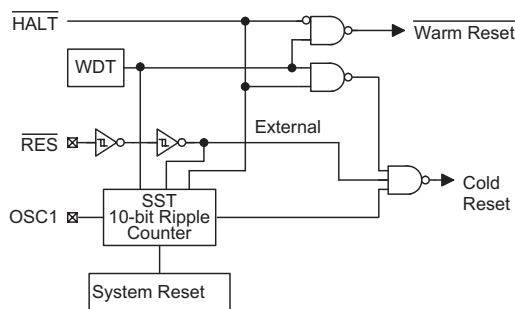 HALT
Warm Reset
WDT
RES
External
SST
10-bit Ripple
Counter
OSC1
Cold
Reset
System Reset